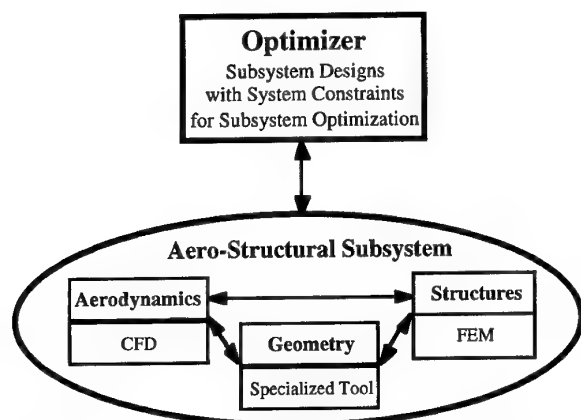 Optimizer
Subsystem Designs
with System Constraints
for Subsystem Optimization
Aero-Structural Subsystem
Aerodynamics
CFD
Geometry
Specialized Tool
Structures
FEM